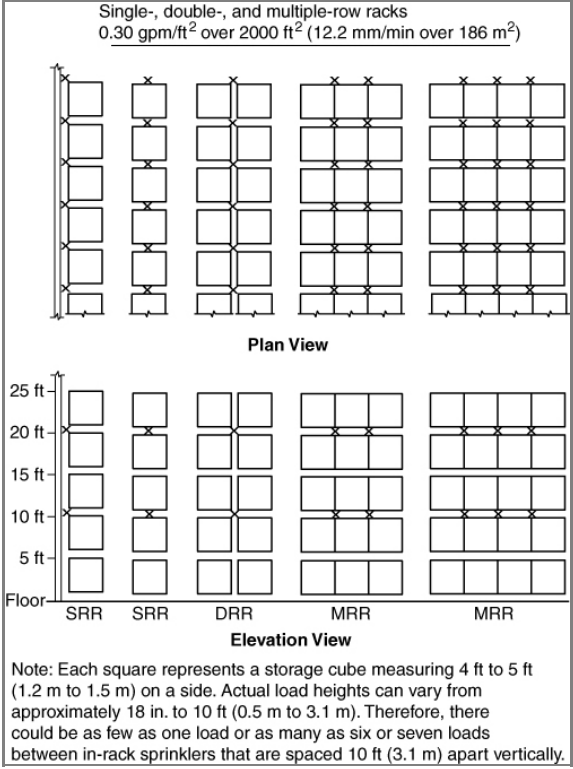 Single-, double-, and multiple-row racks
0.30 gpm/ft² over 2000 ft² (12.2 mm/min over 186 m²)
Plan View
25 ft
20 ft
15 ft
10 ft
5 ft
Floor
SRR SRR DRR MRR MRR
Elevation View
Note: Each square represents a storage cube measuring 4 ft to 5 ft
(1.2 m to 1.5 m) on a side. Actual load heights can vary from
approximately 18 in. to 10 ft (0.5 m to 3.1 m). Therefore, there
could be as few as one load or as many as six or seven loads
between in-rack sprinklers that are spaced 10 ft (3.1 m) apart vertically.